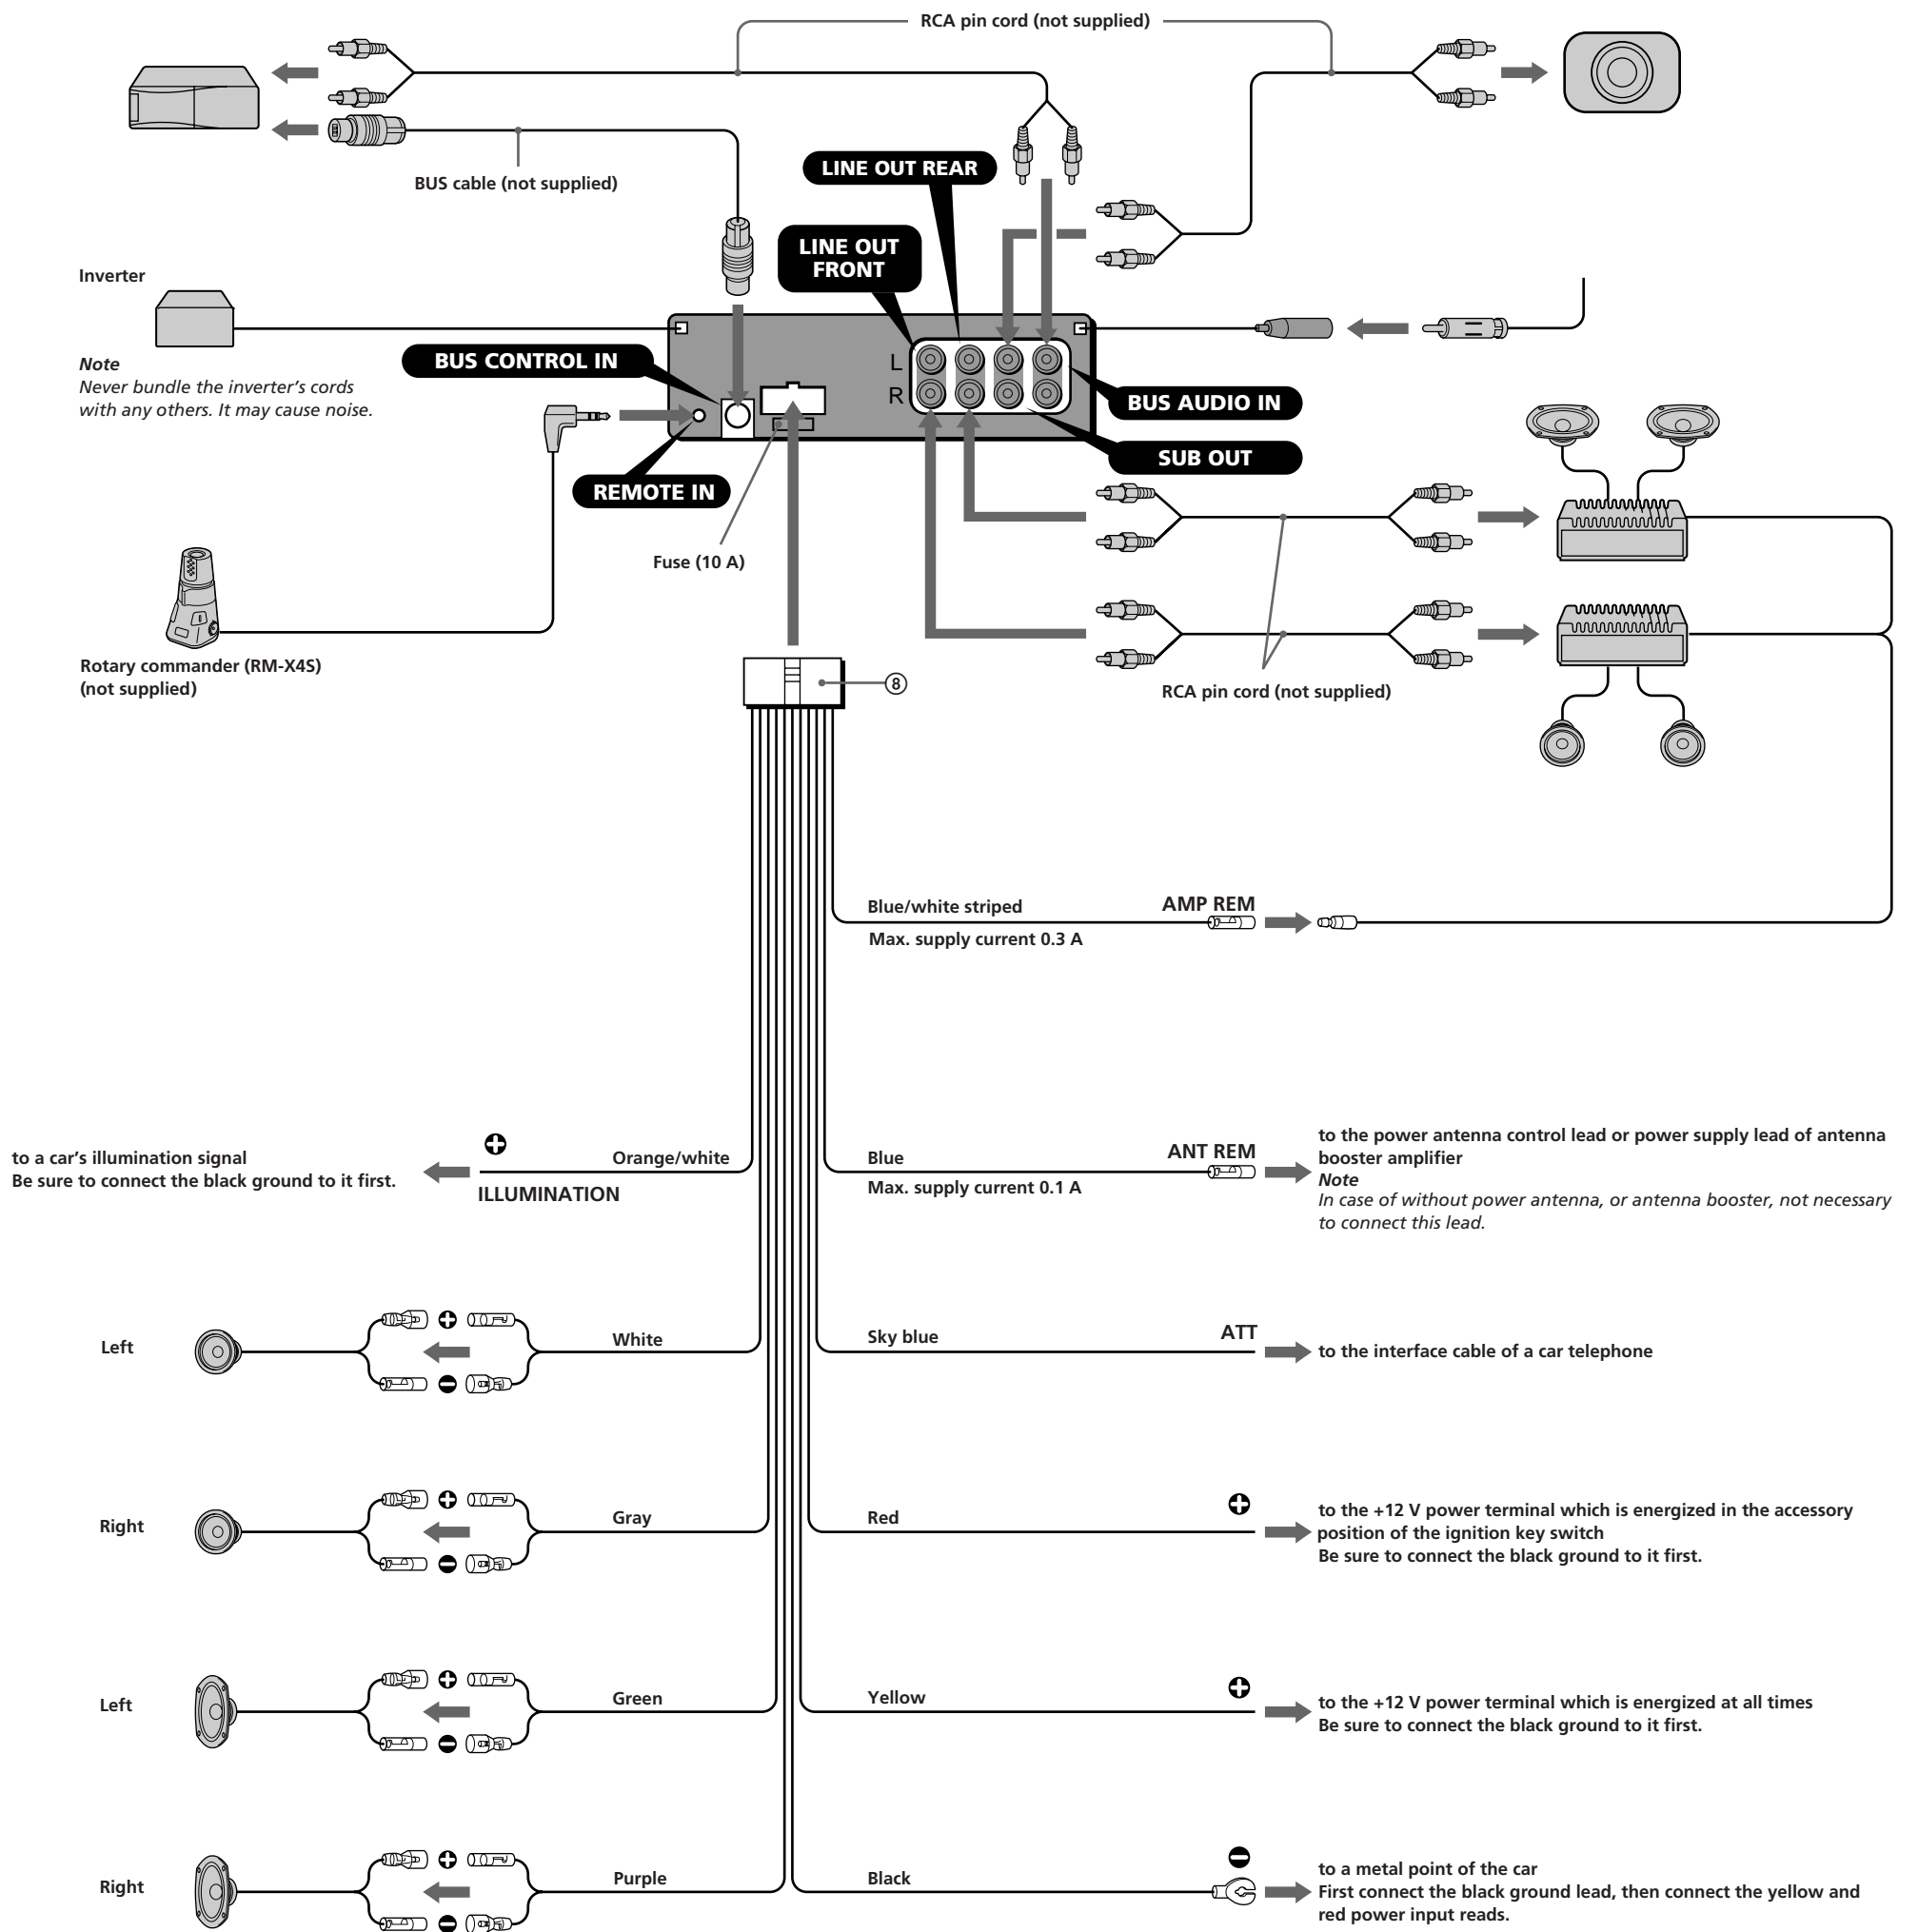 RCA pin cord (not supplied)
BUS cable (not supplied)
LINE OUT REAR
LINE OUT
FRONT
Inverter
Note
Never bundle the inverter’s cords
with any others. It may cause noise.
BUS CONTROL IN
L
R
BUS AUDIO IN
SUB OUT
REMOTE IN
Fuse (10 A)
Rotary commander (RM-X4S)
(not supplied)
8
RCA pin cord (not supplied)
Blue/white striped
AMP REM
Max. supply current 0.3 A
to a car’s illumination signal
Be sure to connect the black ground to it first.
Orange/white
ILLUMINATION
Blue
ANT REM
Max. supply current 0.1 A
to the power antenna control lead or power supply lead of antenna
booster amplifier
Note
In case of without power antenna, or antenna booster, not necessary
to connect this lead.
Left
White
Sky blue
ATT
to the interface cable of a car telephone
Right
Gray
Red
to the +12 V power terminal which is energized in the accessory
position of the ignition key switch
Be sure to connect the black ground to it first.
Left
Green
Yellow
to the +12 V power terminal which is energized at all times
Be sure to connect the black ground to it first.
Right
Purple
Black
to a metal point of the car
First connect the black ground lead, then connect the yellow and
red power input reads.